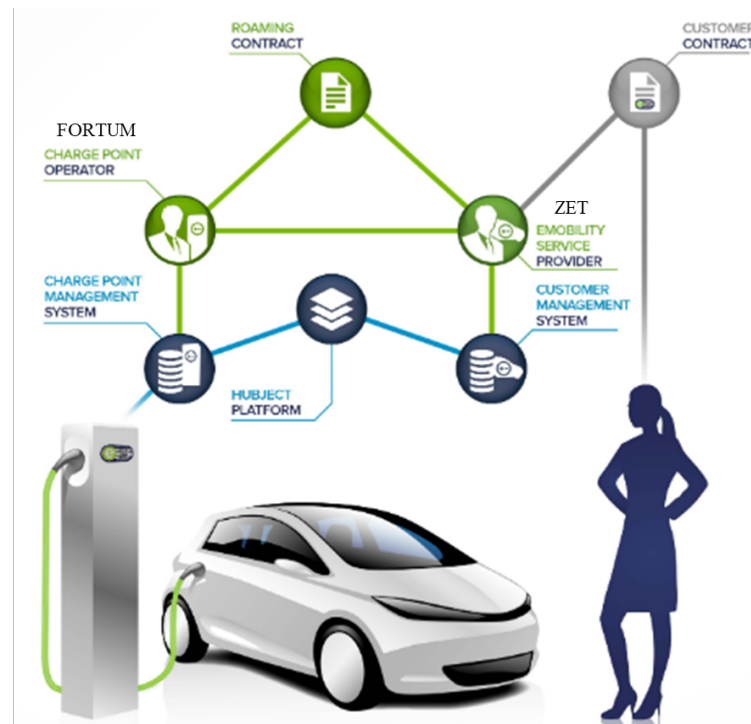 ROAMING
CONTRACT
CUSTOMER
CONTRACT
FORTUM
CHARGE POINT
OPERATOR
ZET
EMOBILITY
SERVICE
PROVIDER
CHARGE POINT
MANAGEMENT
SYSTEM
CUSTOMER
MANAGEMENT
SYSTEM
HUBJECT
PLATFORM